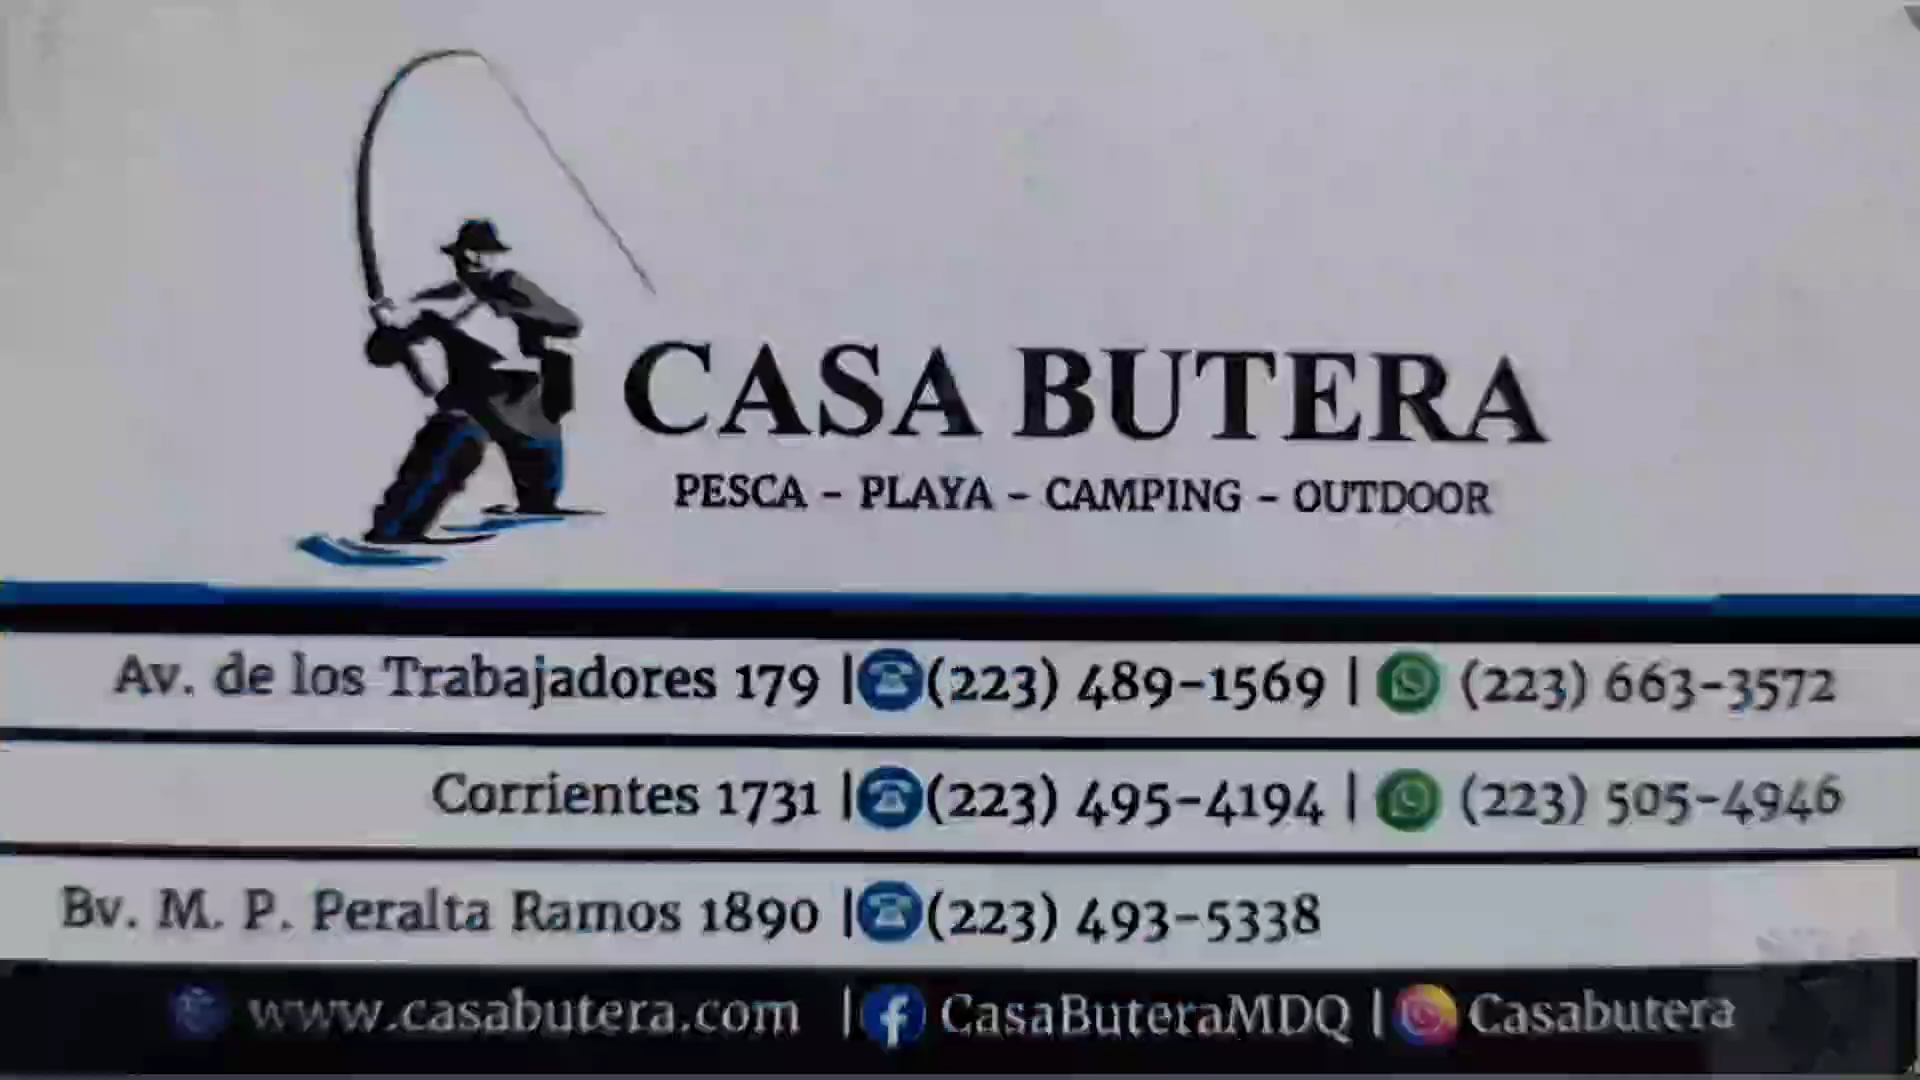 CASA BUTERA
PESCA - PLAYA - CAMPING - OUTDOOR
Av. de los Trabajadores 179 | (223) 489-1569 | (223) 663-3572
Corrientes 1731 | (223) 495-4194 | (223) 505-4946
Bv. M. P. Peralta Ramos 1890 | (223) 493-5338
www.casabutera.com | CasaButeraMDQ | Casabutera